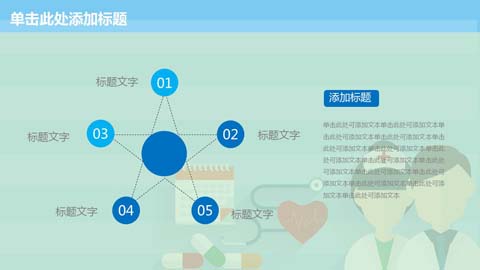 单击此处添加标题
标题文字
01
标题文字
03
02
标题文字
标题文字
04
05
标题文字
添加标题
单击此处可添加文本单击此处可添加文本单
击此处可添加文本单击此处可添加文本单击
此处可添加文本单击此处可添加文本单击此
处可添加文本单击此处可添加文本单击此处
可添加文本单击此处可添加文本单击此处可
添加文本单击此处可添加文本单击此处可添
加文本单击此处可添加文本